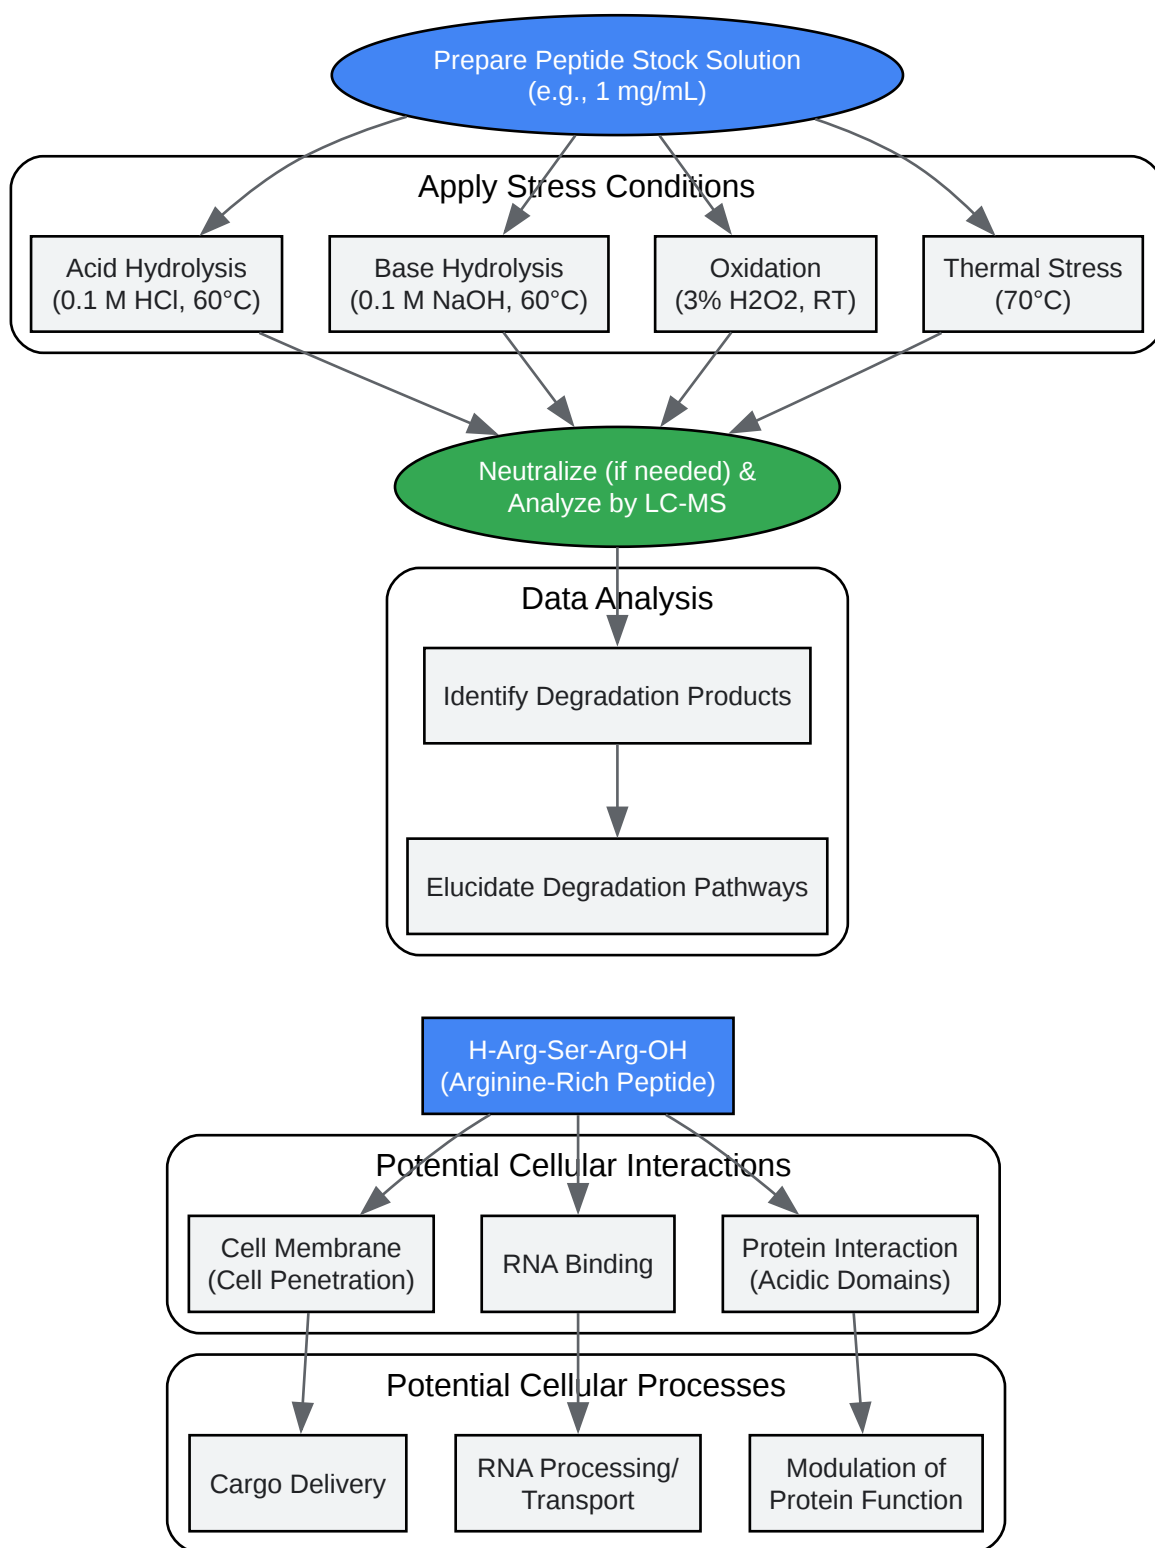 Prepare Peptide Stock Solution
(e.g., 1 mg/mL)
Apply Stress Conditions
Acid Hydrolysis
(0.1 M HCl, 60°C)
Base Hydrolysis
(0.1 M NaOH, 60°C)
Oxidation
(3% H2O2, RT)
Thermal Stress
(70°C)
Neutralize (if needed) &
Analyze by LC-MS
Data Analysis
Identify Degradation Products
Elucidate Degradation Pathways
H-Arg-Ser-Arg-OH
(Arginine-Rich Peptide)
Potential Cellular Interactions
Cell Membrane
(Cell Penetration)
RNA Binding
Protein Interaction
(Acidic Domains)
Potential Cellular Processes
Cargo Delivery
RNA Processing/
Transport
Modulation of
Protein Function